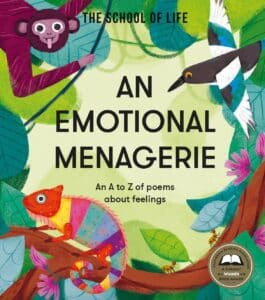 THE SCHOOL OF LIFE
AN
EMOTIONAL
MENAGERIE
An A to Z of poems
about feelings